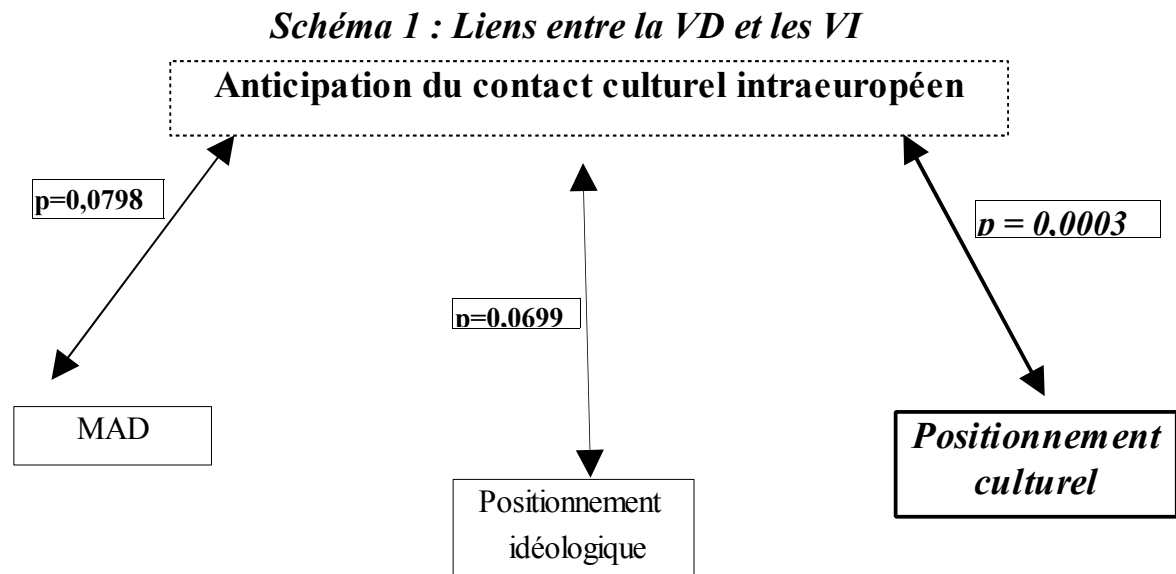 Schéma 1 : Liens entre la VD et les VI
Anticipation du contact culturel intraeuropéen
p=0,0798
p = 0,0003
p=0,0699
MAD
Positionnement
culturel
Positionnement
idéologique